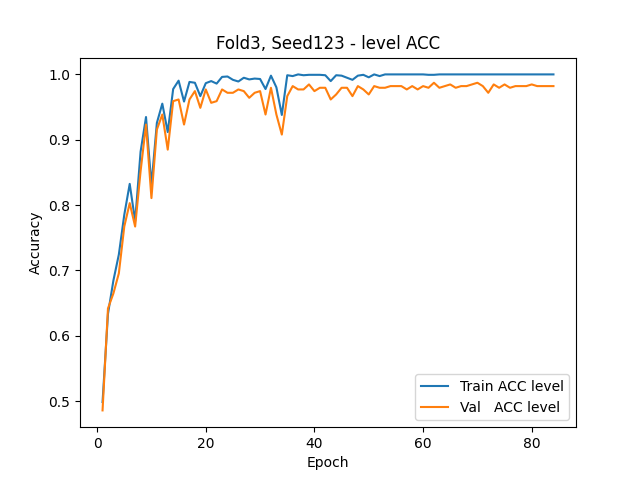 Fold3, Seed123 - level ACC
1.0
0.9
0.8
0.7
0.6
0.5
Accuracy
0
20
40
60
80
Epoch
Train ACC level
Val   ACC level